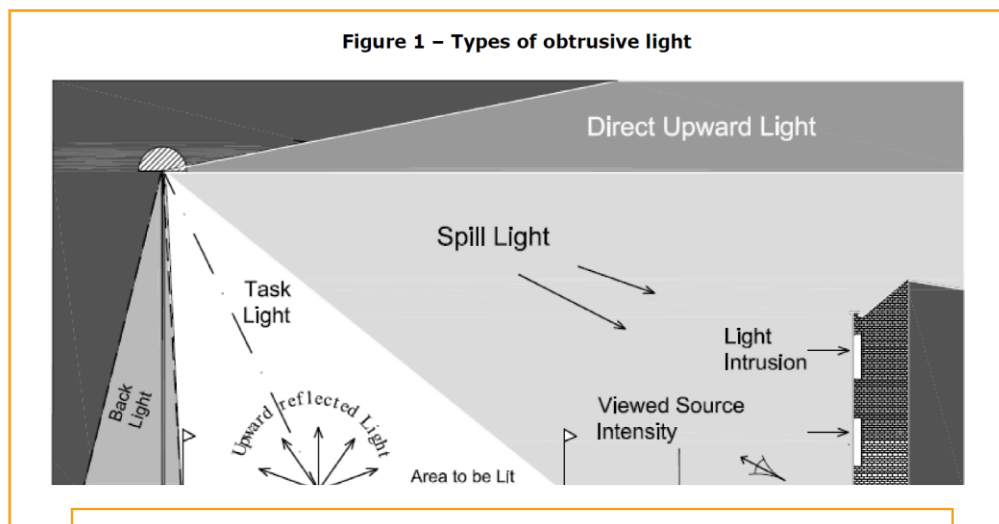 Figure 1 – Types of obtrusive light
Direct Upward Light
Spill Light
Task
Light
Light
Intrusion
Back
Light
Upward reflected Light
Viewed Source
Intensity
Area to be Lit